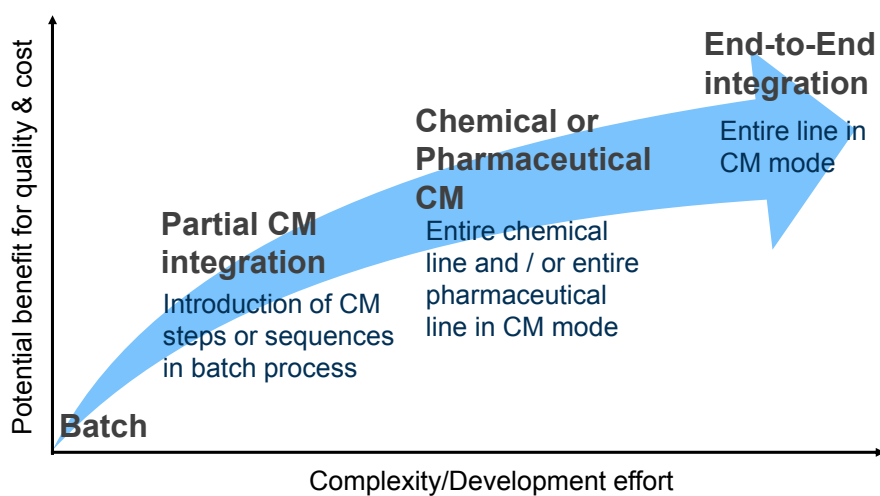 Potential benefit for quality & cost
End-to-End
integration
Entire line in
CM mode
Chemical or
Pharmaceutical
CM
Entire chemical
line and / or entire
pharmaceutical
line in CM mode
Partial CM
integration
Introduction of CM
steps or sequences
in batch process
Batch
Complexity/Development effort